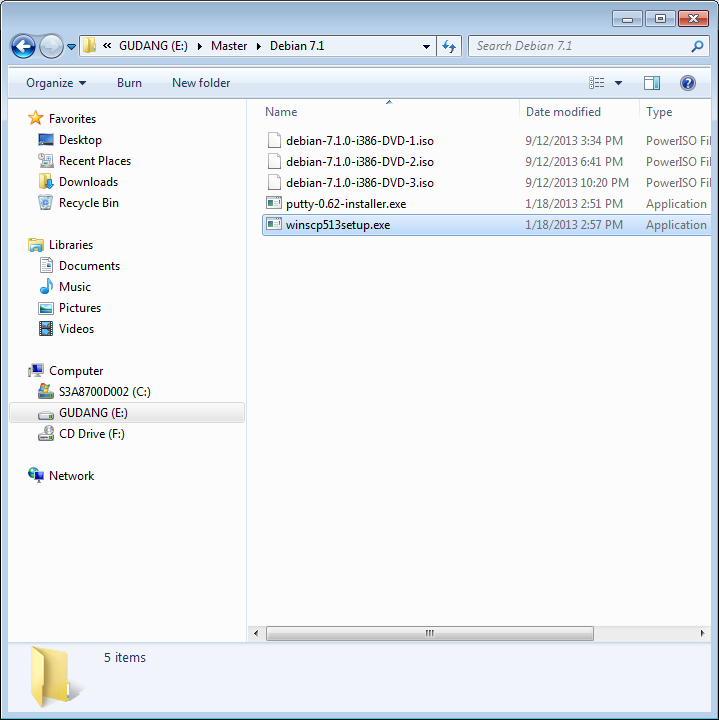 « GUDANG (E:) Master Debian 7.1 Search Debian 7.1
Organize Burn New folder
Favorites
Desktop
Recent Places
Downloads
Recycle Bin
Libraries
Documents
Music
Pictures
Videos
Computer
S3A8700D002 (C:)
GUDANG (E:)
CD Drive (F:)
Network
Name Date modified Type
debian-7.1.0-i386-DVD-1.iso 9/12/2013 3:34 PM PowerISO Fil
debian-7.1.0-i386-DVD-2.iso 9/12/2013 6:41 PM PowerISO Fil
debian-7.1.0-i386-DVD-3.iso 9/12/2013 10:20 PM PowerISO Fil
putty-0.62-installer.exe 1/18/2013 2:51 PM Application
winscp513setup.exe 1/18/2013 2:57 PM Application
5 items